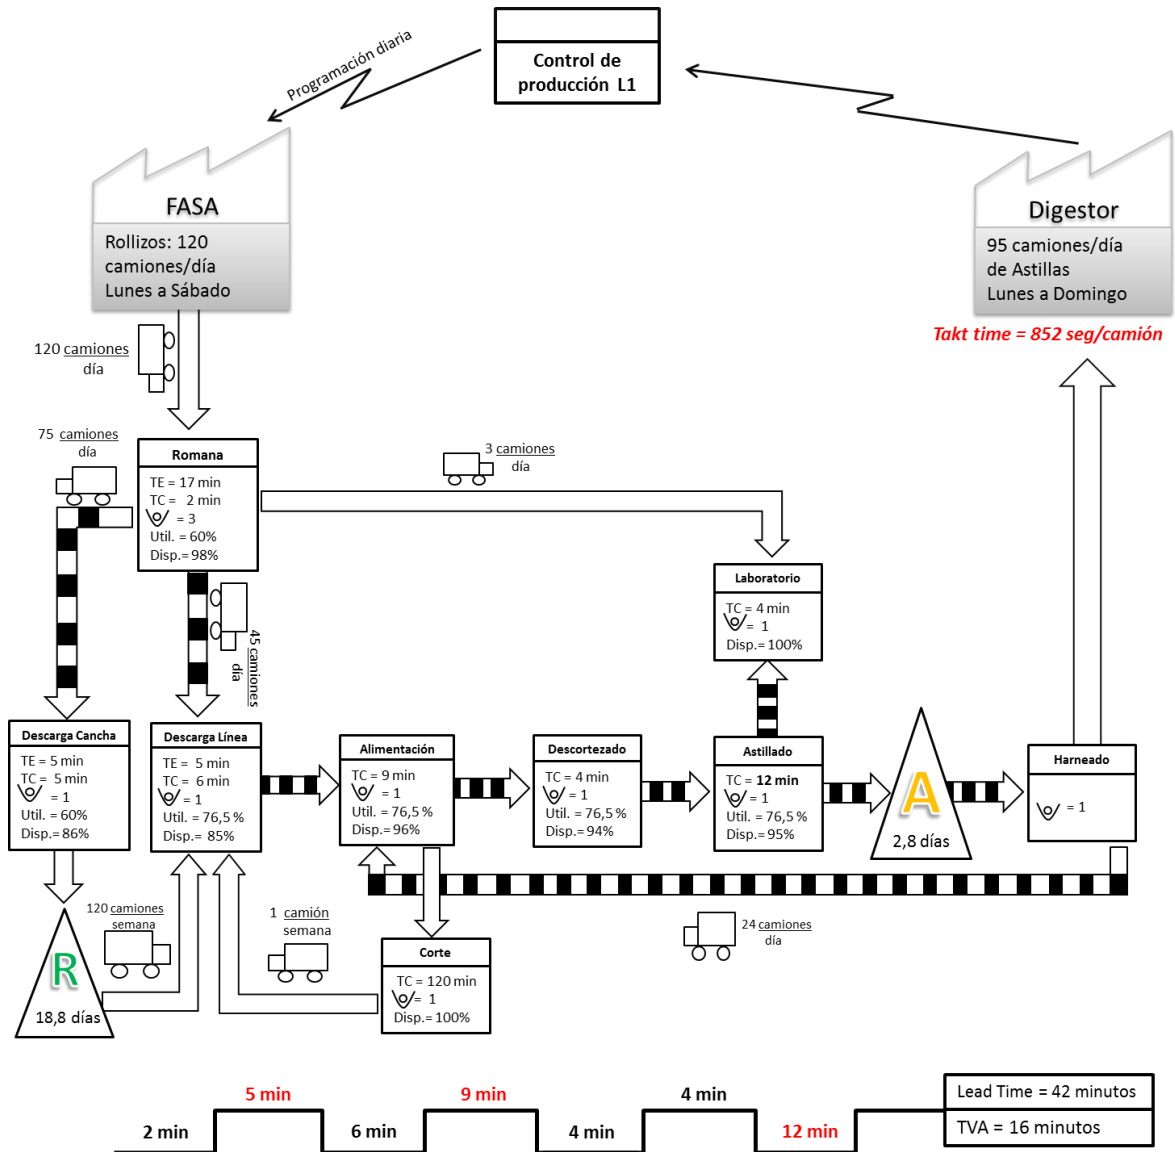 Control de
producción L1
Programación diaria
FASA
Rollizos: 120
camiones/día
Lunes a Sábado
Digestor
95 camiones/día
de Astillas
Lunes a Domingo
Takt time = 852 seg/camión
120 camiones
día
75 camiones
día
Romana
TE = 17 min
TC = 2 min
= 3
Util. = 60%
Disp.= 98%
3 camiones
día
45 camiones
día
Laboratorio
TC = 4 min
= 1
Disp.= 100%
Descarga Cancha
TE = 5 min
TC = 5 min
= 1
Util. = 60%
Disp.= 86%
Descarga Línea
TE = 5 min
TC = 6 min
= 1
Util. = 76,5 %
Disp.= 85%
Alimentación
TC = 9 min
= 1
Util. = 76,5 %
Disp.= 96%
Descortezado
TC = 4 min
= 1
Util. = 76,5 %
Disp.= 94%
Astillado
TC = 12 min
= 1
Util. = 76,5 %
Disp.= 95%
A
2,8 días
Harneado
= 1
R
18,8 días
120 camiones
semana
1 camión
semana
Corte
TC = 120 min
= 1
Disp.= 100%
24 camiones
día
2 min
5 min
6 min
9 min
4 min
4 min
12 min
Lead Time = 42 minutos
TVA = 16 minutos